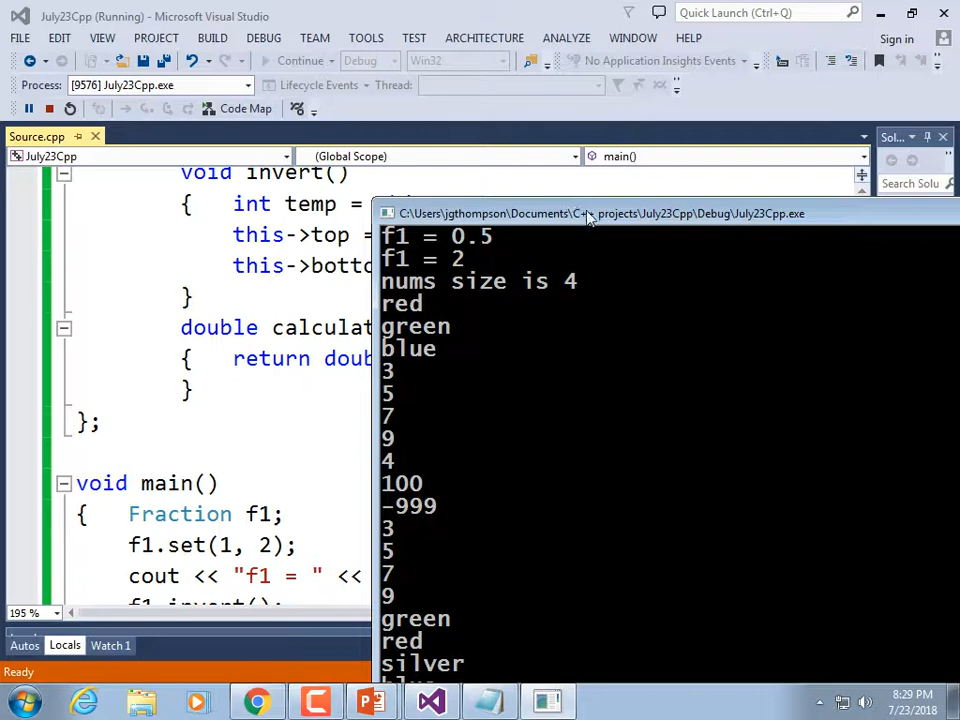 July23Cpp (Running) - Microsoft Visual Studio
Quick Launch (Ctrl+Q)
FILE EDIT VIEW PROJECT BUILD DEBUG TEAM TOOLS TEST ARCHITECTURE ANALYZE WINDOW HELP
Sign in
Continue Debug Win32 No Application Insights Events
Process: [9576] July23Cpp.exe Lifecycle Events Thread:
Code Map
Source.cpp
Sol...
July23Cpp (Global Scope) main()
Search Solu
void invert()
{ int temp =
this->top =
this->botto
}
double calculat
{ return doub
}
};
void main()
{ Fraction f1;
f1.set(1, 2);
cout << "f1 = " <<
f1.invert();
C:\Users\jgthompson\Documents\C++ projects\July23Cpp\Debug\July23Cpp.exe
f1 = 0.5
f1 = 2
nums size is 4
red
green
blue
3
5
7
9
4
100
-999
3
5
7
9
green
red
silver
blue
195 %
Autos Locals Watch 1
Ready
8:29 PM
7/23/2018